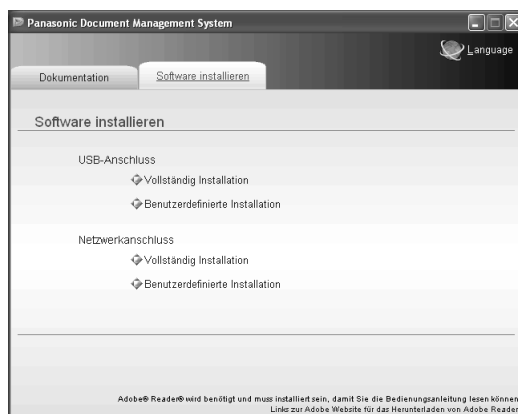 Panasonic Document Management System
Language
Dokumentation
Software installieren
Software installieren
USB-Anschluss
Vollständig Installation
Benutzerdefinierte Installation
Netzwerkanschluss
Vollständig Installation
Benutzerdefinierte Installation
Adobe® Reader® wird benötigt und muss installiert sein, damit Sie die Bedienungsanleitung lesen können
Links zur Adobe Website für das Herunterladen von Adobe Reader